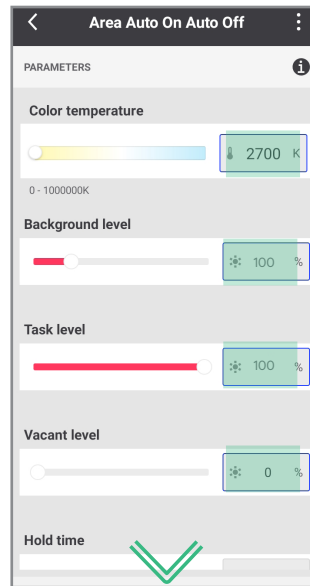 Area Auto On Auto Off
PARAMETERS
Color temperature
2700 K
0 - 1000000K
Background level
100 %
Task level
100 %
Vacant level
0 %
Hold time